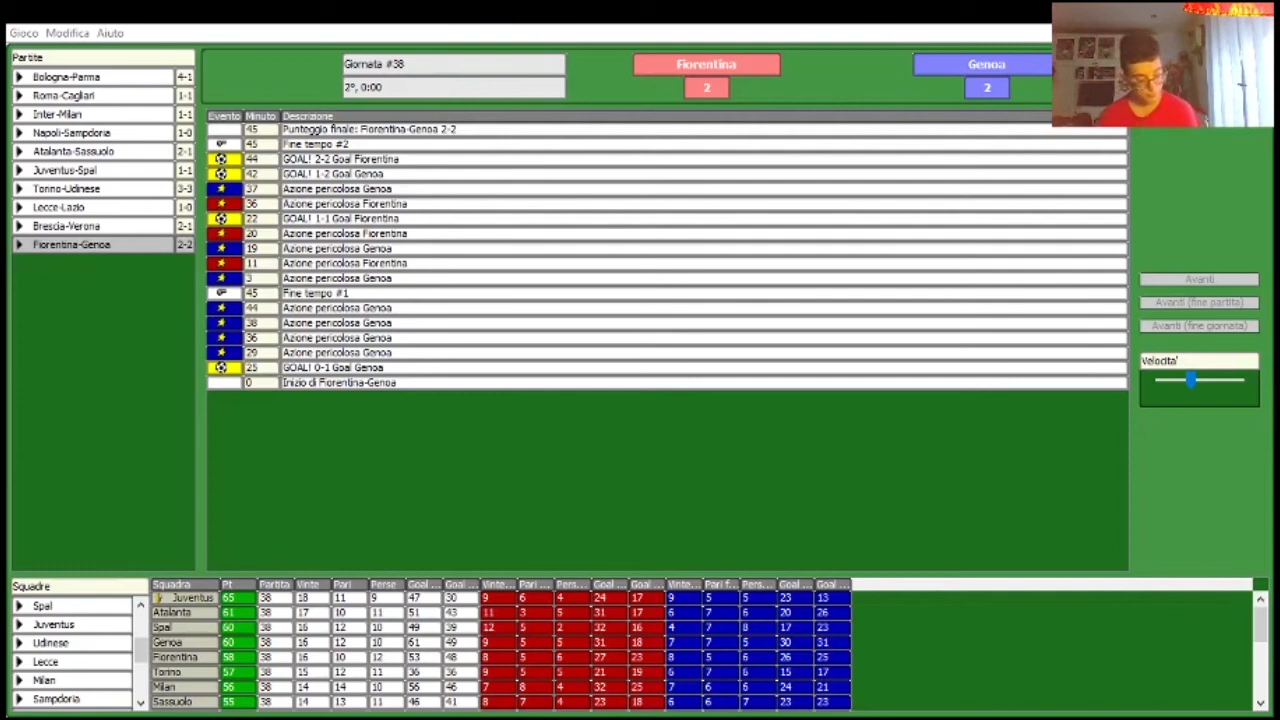 Gioco Modifica Aiuto
Partite
Bologna-Parma 4-1
Roma-Cagliari 1-1
Inter-Milan 1-1
Napoli-Sampdoria 1-0
Atalanta-Sassuolo 2-1
Juventus-Spal 1-1
Torino-Udinese 3-3
Lecce-Lazio 1-0
Brescia-Verona 2-1
Fiorentina-Genoa 2-2
Giornata #38
2°, 0:00
Fiorentina
2
Genoa
2
Evento Minuto Descrizione
45 Punteggio finale: Fiorentina-Genoa 2-2
45 Fine tempo #2
44 GOAL! 2-2 Goal Fiorentina
42 GOAL! 1-2 Goal Genoa
37 Azione pericolosa Genoa
36 Azione pericolosa Fiorentina
22 GOAL! 1-1 Goal Fiorentina
20 Azione pericolosa Fiorentina
19 Azione pericolosa Genoa
11 Azione pericolosa Fiorentina
3 Azione pericolosa Genoa
45 Fine tempo #1
44 Azione pericolosa Genoa
38 Azione pericolosa Genoa
36 Azione pericolosa Genoa
29 Azione pericolosa Genoa
25 GOAL! 0-1 Goal Genoa
0 Inizio di Fiorentina-Genoa
Avanti
Avanti (fine partita)
Avanti (fine giornata)
Velocita'
Squadre
Spal
Juventus
Udinese
Lecce
Milan
Sampdoria
Squadra Pt Partita Vinte Pari Perse Goal ... Goal ... Vinte... Pari ... Pers... Goal ... Goal ... Vinte... Pari f... Pers... Goal ... Goal ...
Juventus 65 38 18 11 9 47 30 9 6 4 24 17 9 5 5 23 13
Atalanta 61 38 17 10 11 51 43 11 3 5 31 17 6 7 6 20 26
Spal 60 38 16 12 10 49 39 12 5 2 32 16 4 7 8 17 23
Genoa 60 38 16 12 10 61 49 9 5 5 31 18 7 7 5 30 31
Fiorentina 58 38 16 10 12 53 48 8 5 6 27 23 8 5 6 26 25
Torino 57 38 15 12 11 36 36 9 5 5 21 19 6 7 6 15 17
Milan 56 38 14 14 10 56 46 7 8 4 32 25 7 6 6 24 21
Sassuolo 55 38 14 13 11 46 41 8 7 4 23 18 6 6 7 23 23